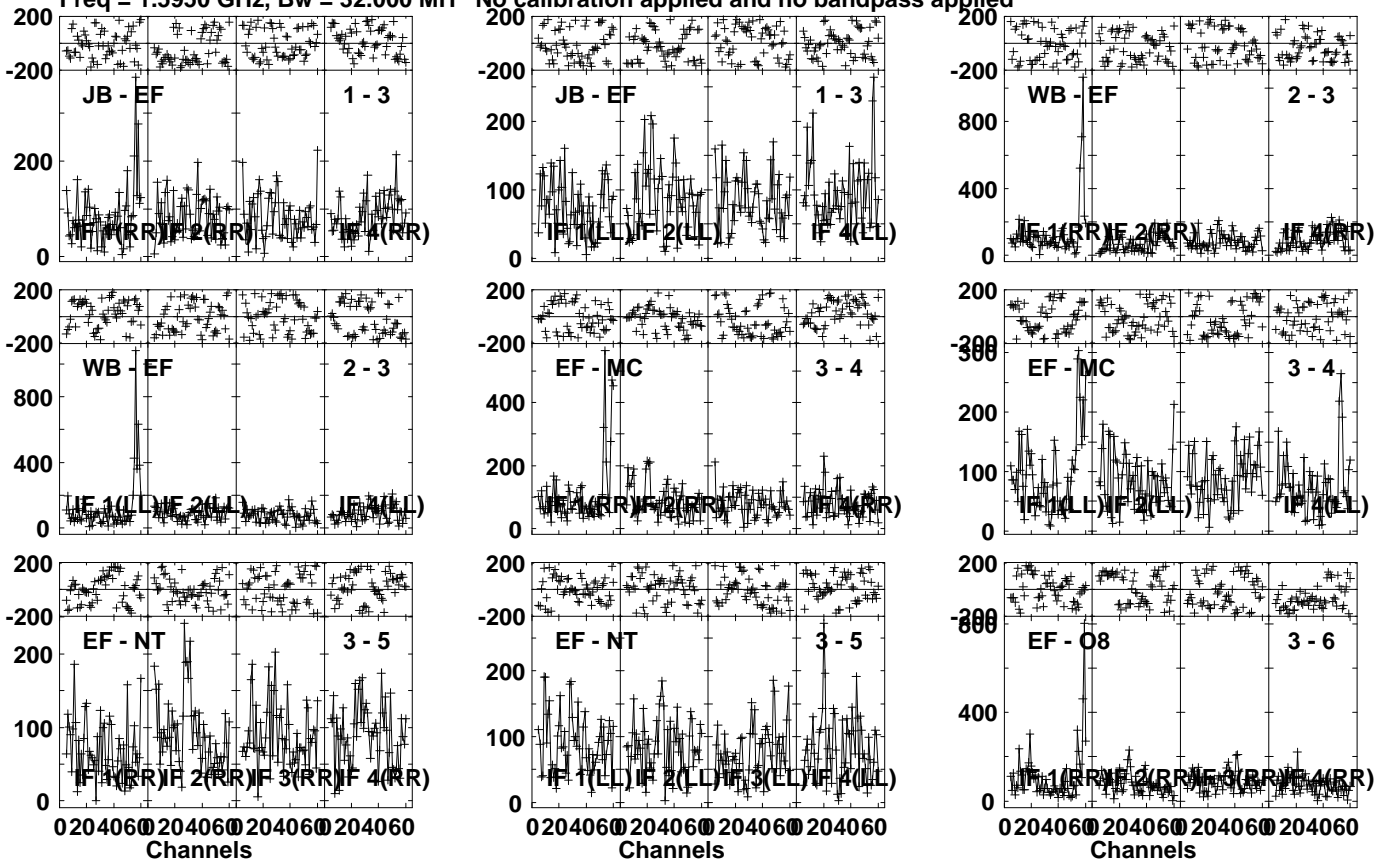 Freq = 1.5950 GHz, Bw = 32.000 MH No calibration applied and no bandpass applied
200
-200
JB - EF
1 - 3
200
0
IF 1(RR)
IF 2(RR)
IF 4(RR)
200
-200
JB - EF
1 - 3
200
100
0
IF 1(LL)
IF 2(LL)
IF 4(LL)
200
-200
WB - EF
2 - 3
800
400
0
IF 1(RR)
IF 2(RR)
IF 4(RR)
200
-200
WB - EF
2 - 3
800
400
0
IF 1(LL)
IF 2(LL)
IF 4(LL)
200
-200
EF - MC
3 - 4
400
200
0
IF 1(RR)
IF 2(RR)
IF 4(RR)
200
-200
300
EF - MC
3 - 4
200
100
0
IF 1(LL)
IF 2(LL)
IF 4(LL)
200
-200
EF - NT
3 - 5
200
100
0
IF 1(RR)
IF 2(RR)
IF 3(RR)
IF 4(RR)
0 20 40 60 0 20 40 60 0 20 40 60 0 20 40 60
Channels
200
-200
EF - NT
3 - 5
200
100
0
IF 1(LL)
IF 2(LL)
IF 3(LL)
IF 4(LL)
0 20 40 60 0 20 40 60 0 20 40 60 0 20 40 60
Channels
200
-200
800
EF - O8
3 - 6
400
0
IF 1(RR)
IF 2(RR)
IF 3(RR)
IF 4(RR)
0 20 40 60 0 20 40 60 0 20 40 60 0 20 40 60
Channels